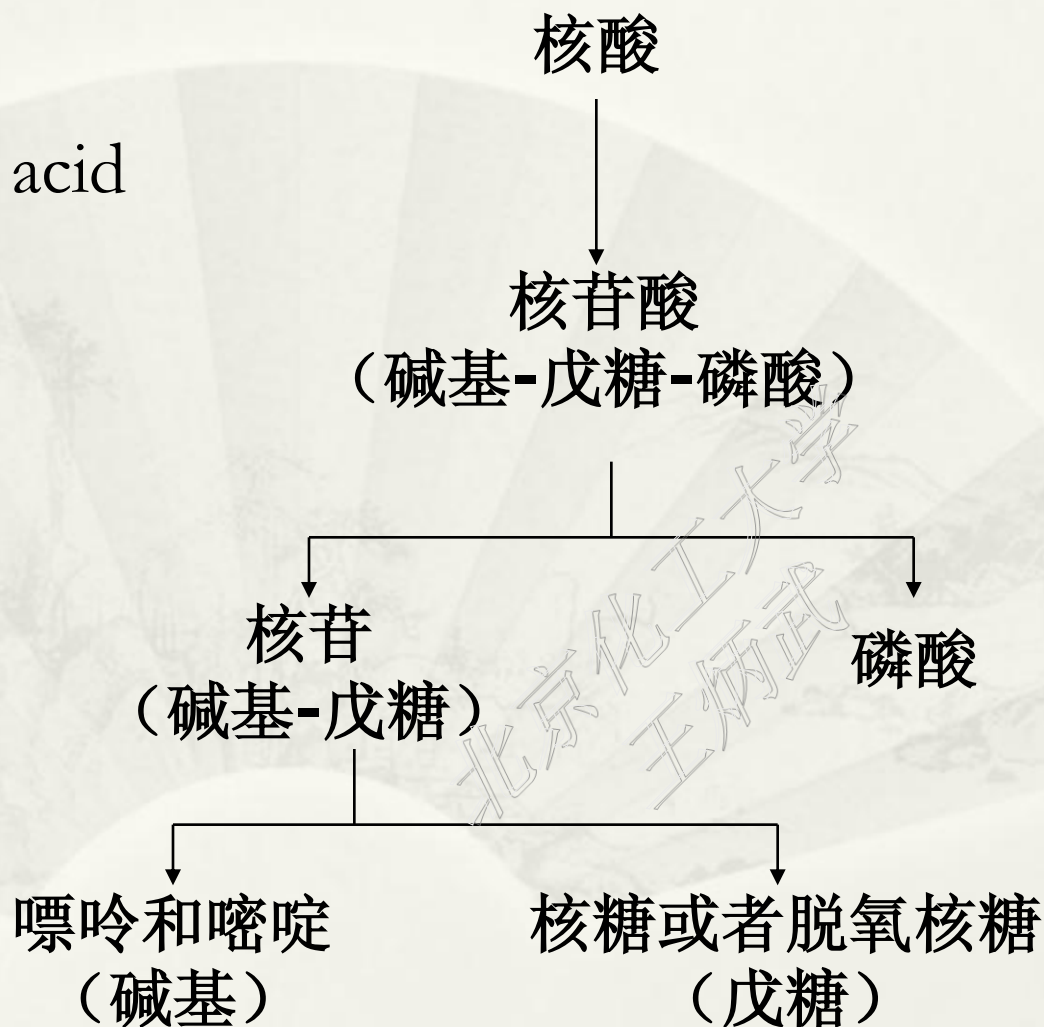 核酸
acid
核苷酸
（碱基-戊糖-磷酸）
核苷
（碱基-戊糖）
磷酸
北京化工大学
王炳武
嘌呤和嘧啶
（碱基）
核糖或者脱氧核糖
（戊糖）